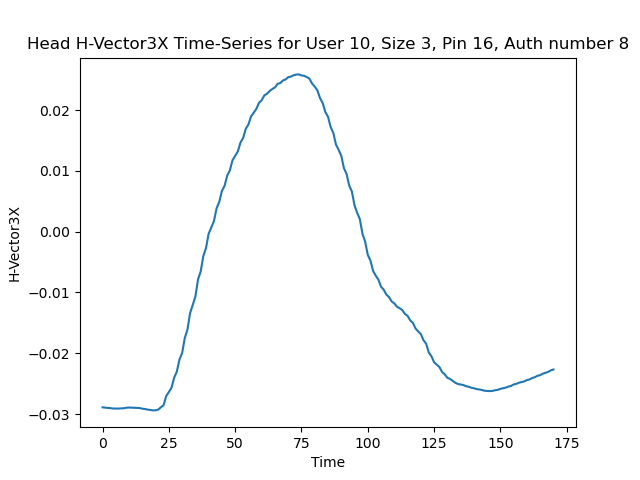 Head H-Vector3X Time-Series for User 10, Size 3, Pin 16, Auth number 8
H-Vector3X
0.02
0.01
0.00
−0.01
−0.02
−0.03
0 25 50 75 100 125 150 175
Time